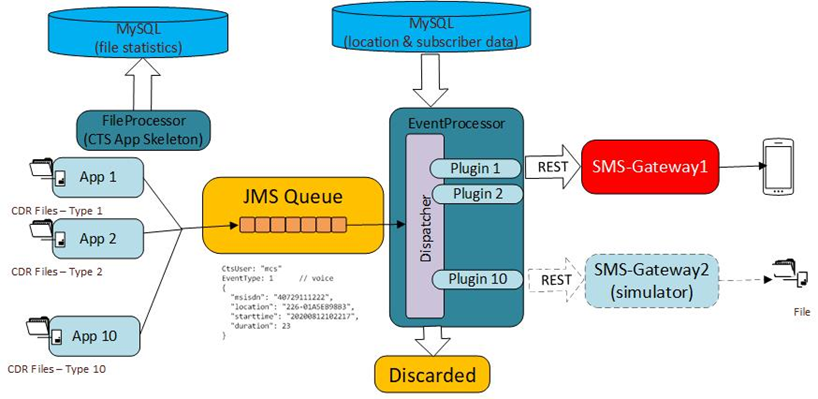 MySQL
(file statistics)
MySQL
(location & subscriber data)
FileProcessor
(CTS App Skeleton)
EventProcessor
App 1
CDR Files – Type 1
App 2
CDR Files – Type 2
App 10
CDR Files – Type 10
JMS Queue
CtsUser: "mcs"
EventType: 1 // voice
{
"msisdn": "40729111222",
"location": "226-01A5EB9883",
"starttime": "20200812102217",
"duration": 23
}
Dispatcher
Plugin 1
Plugin 2
Plugin 10
REST
SMS-Gateway1
REST
SMS-Gateway2
(simulator)
File
Discarded